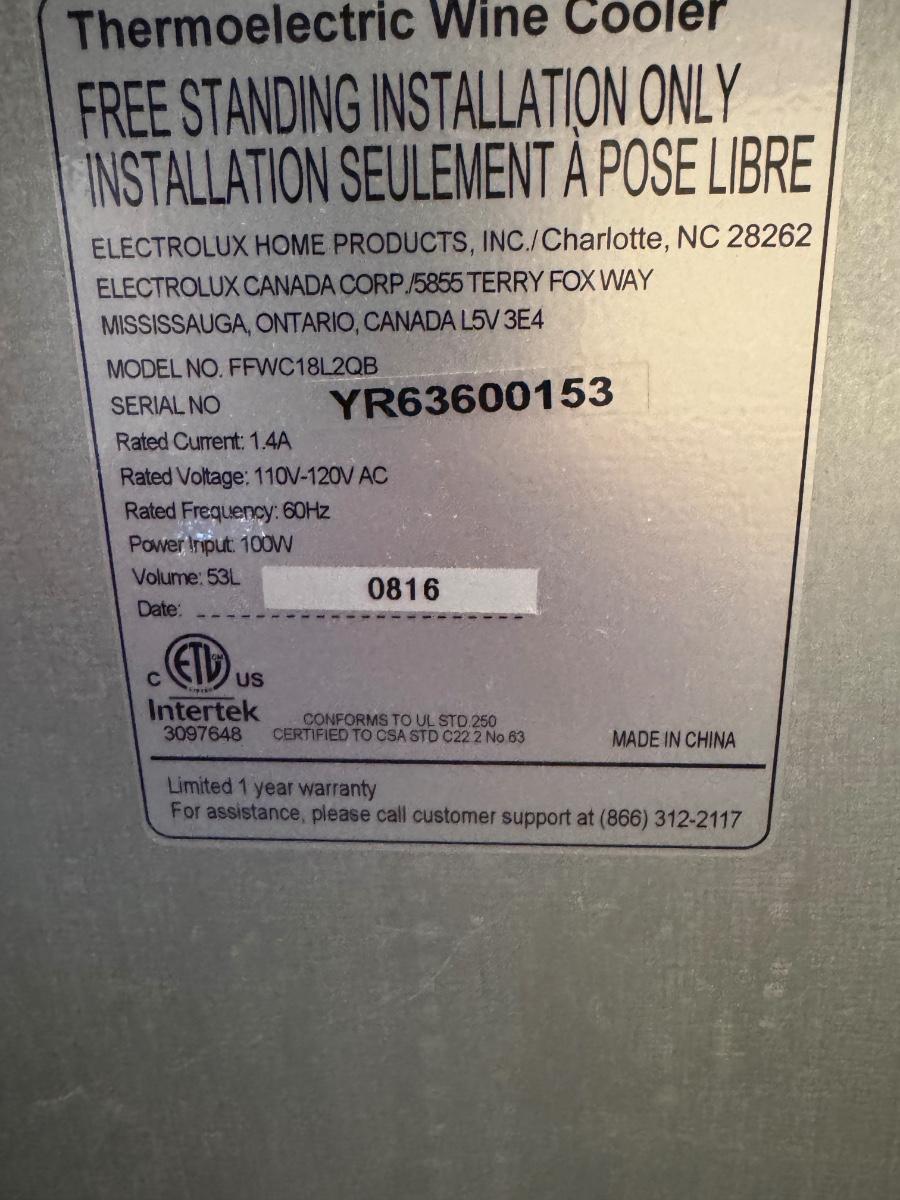 Thermoelectric Wine Cooler
FREE STANDING INSTALLATION ONLY
INSTALLATION SEULEMENT À POSE LIBRE
ELECTROLUX HOME PRODUCTS, INC./Charlotte, NC 28262
ELECTROLUX CANADA CORP./5855 TERRY FOX WAY
MISSISSAUGA, ONTARIO, CANADA L5V 3E4
MODEL NO. FFWC18L2QB
SERIAL NO YR63600153
Rated Current: 1.4A
Rated Voltage: 110V-120V AC
Rated Frequency: 60Hz
Power Input: 100W
Volume: 53L
Date: 0816
C ETL CM LISTED US
Intertek
3097648
CONFORMS TO UL STD.250
CERTIFIED TO CSA STD C22.2 No.63
MADE IN CHINA
Limited 1 year warranty
For assistance, please call customer support at (866) 312-2117